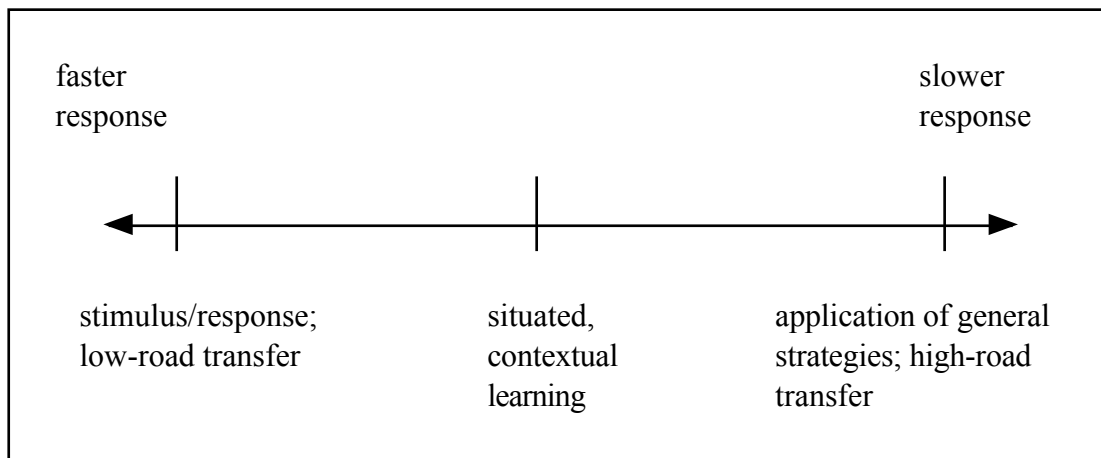 faster
response
slower
response
stimulus/response;
low-road transfer
situated,
contextual
learning
application of general
strategies; high-road
transfer